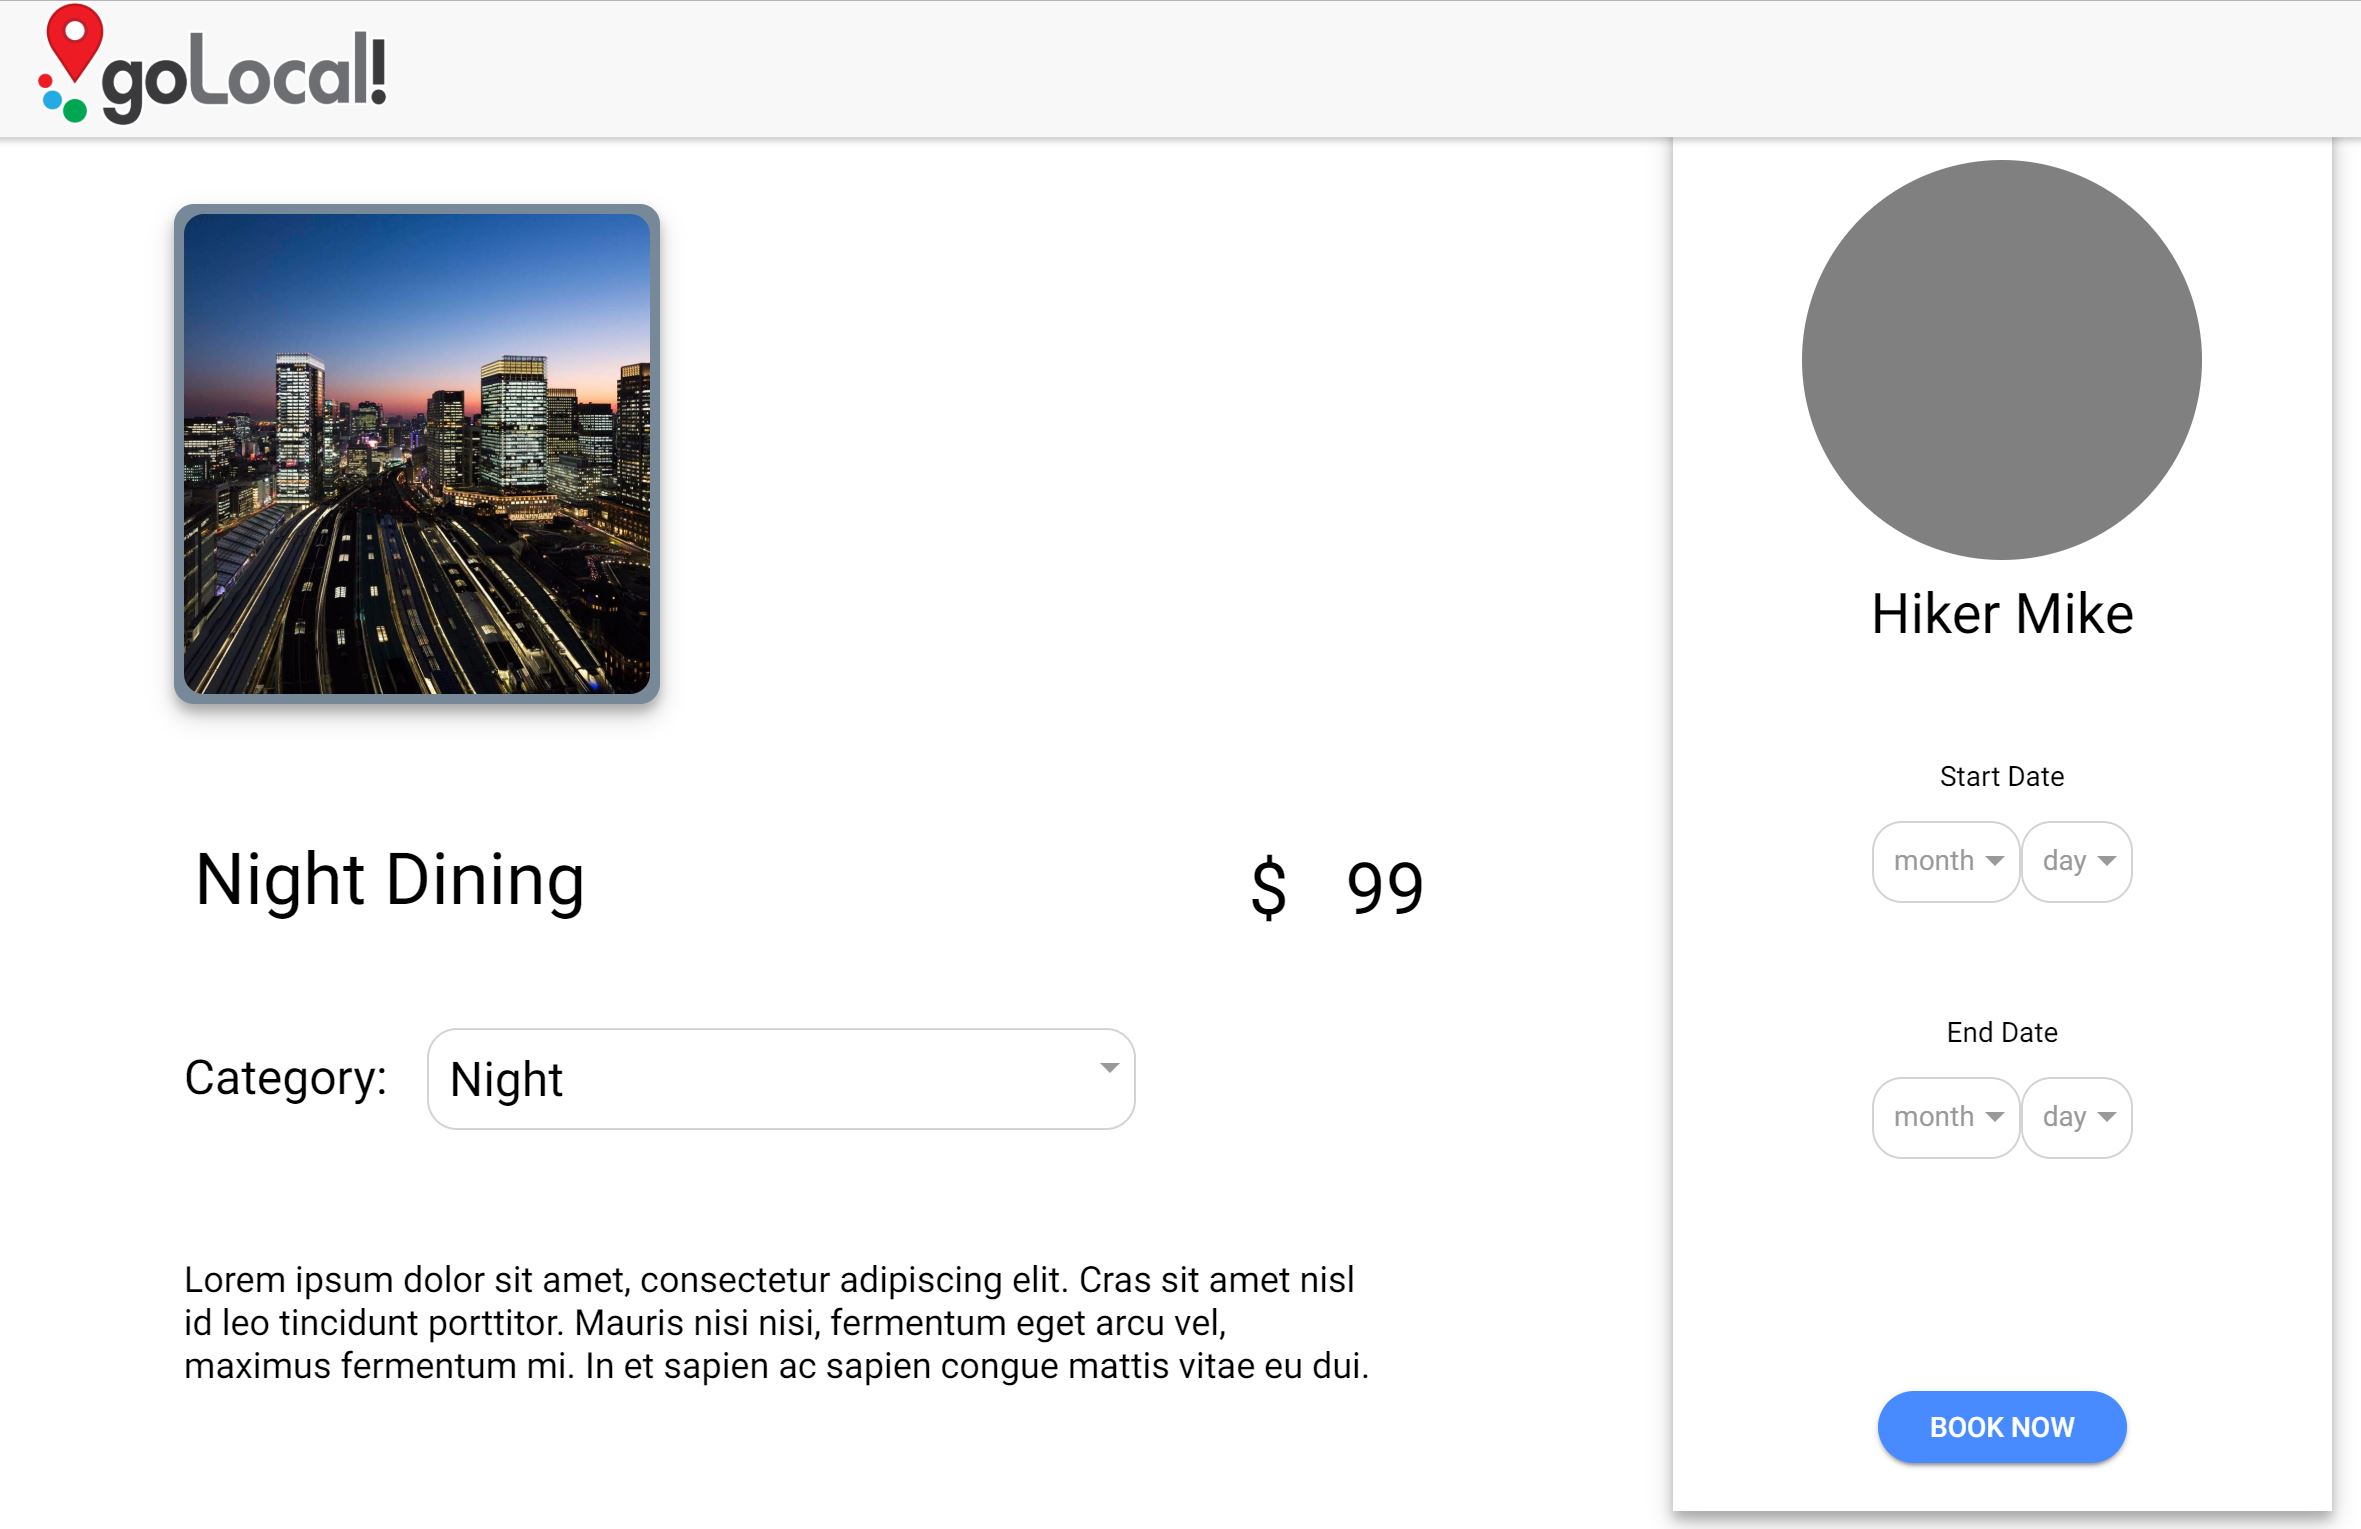 goLocal!
Hiker Mike
Night Dining
$ 99
Category: Night
Lorem ipsum dolor sit amet, consectetur adipiscing elit. Cras sit amet nisl
id leo tincidunt porttitor. Mauris nisi nisi, fermentum eget arcu vel,
maximus fermentum mi. In et sapien ac sapien congue mattis vitae eu dui.
Start Date
month day
End Date
month day
BOOK NOW